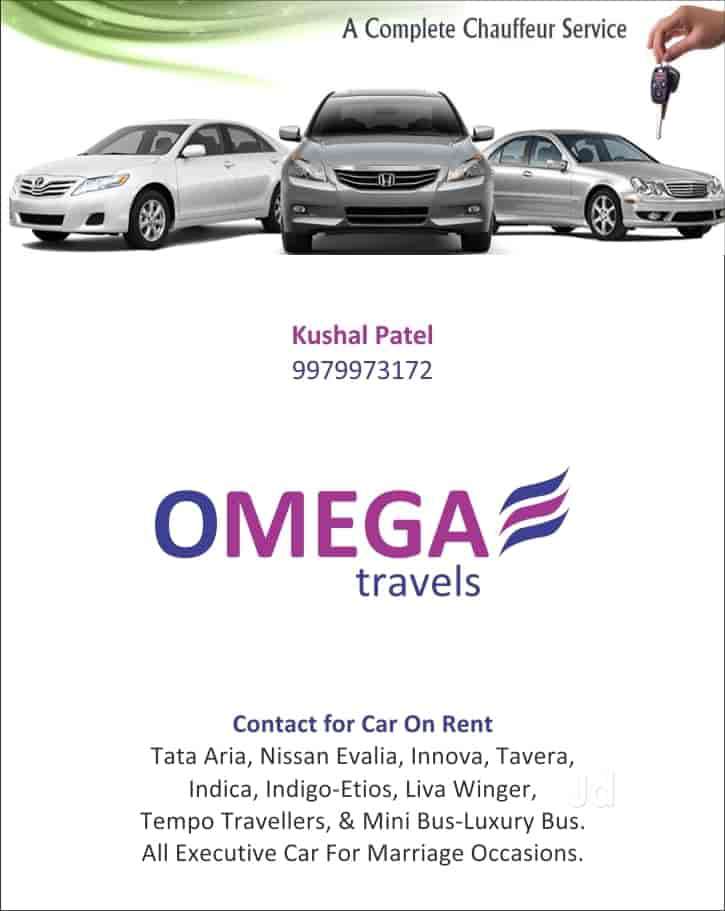 A Complete Chauffeur Service
Kushal Patel
9979973172
OMEGA
travels
Contact for Car On Rent
Tata Aria, Nissan Evalia, Innova, Tavera,
Indica, Indigo-Etios, Liva Winger,
Jd
Tempo Travellers, & Mini Bus-Luxury Bus.
All Executive Car For Marriage Occasions.